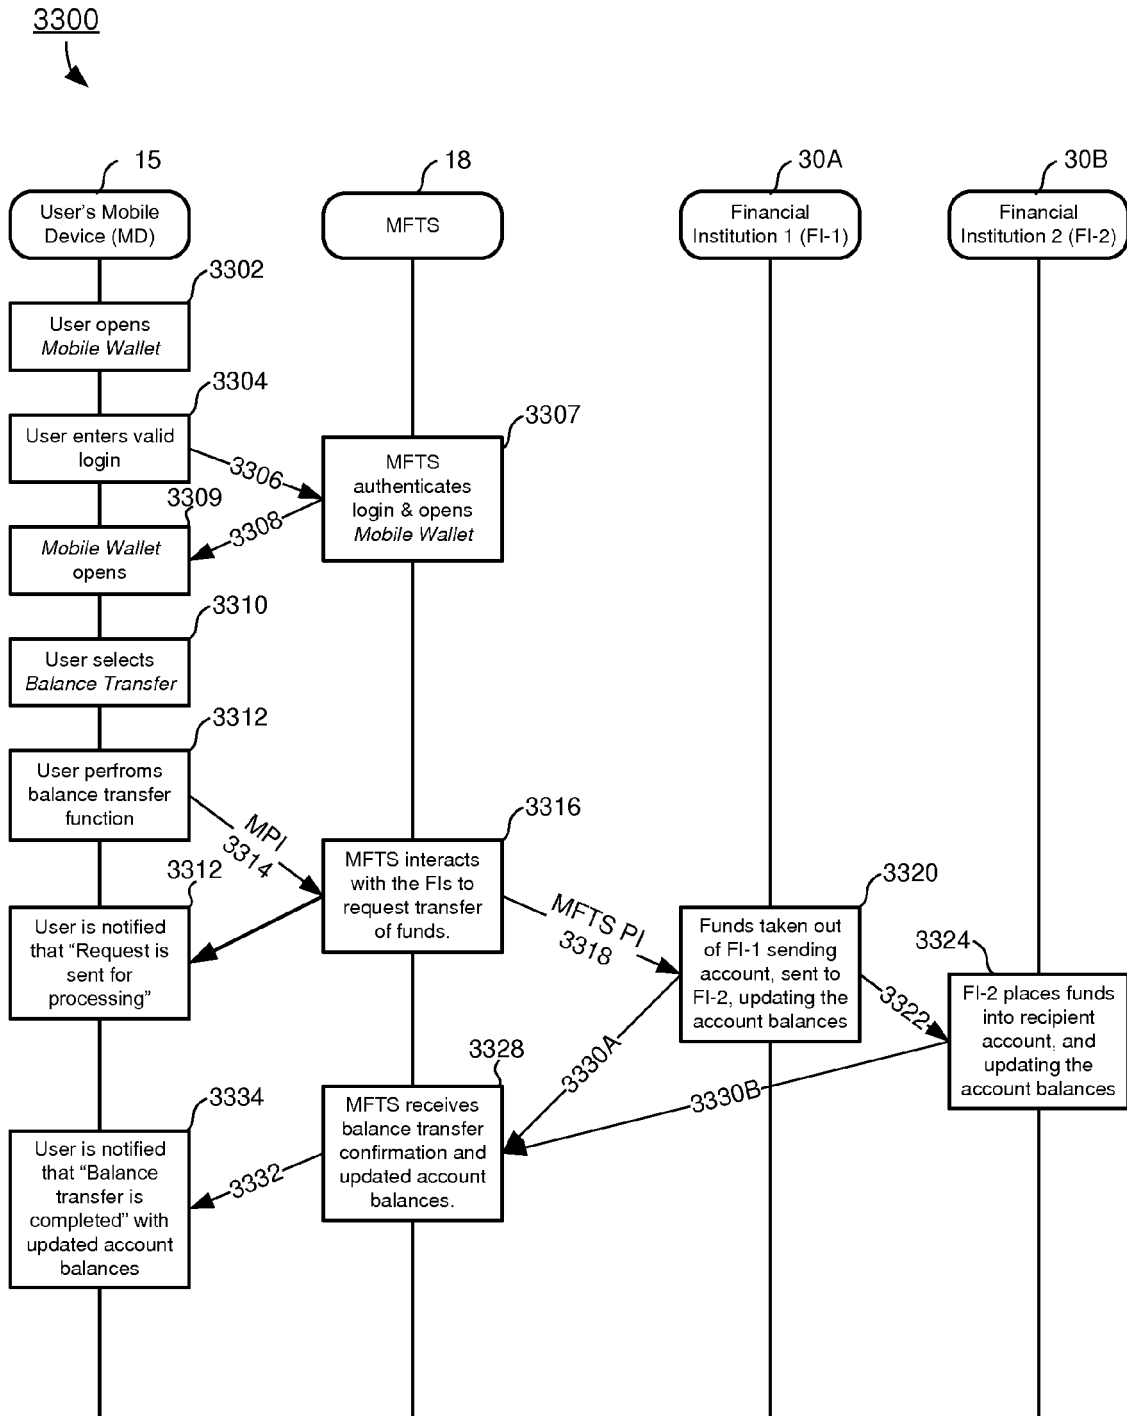 3300
15
18
30A
30B
User's Mobile
Device (MD)
MFTS
Financial
Institution 1 (FI-1)
Financial
Institution 2 (FI-2)
3302
User opens
Mobile Wallet
3304
User enters valid
login
3306
3307
MFTS
authenticates
login & opens
Mobile Wallet
3308
3309
Mobile Wallet
opens
3310
User selects
Balance Transfer
3312
User perfroms
balance transfer
function
MPI
3314
3316
MFTS interacts
with the FIs to
request transfer
of funds.
3312
User is notified
that “Request is
sent for
processing”
MFTS PI
3318
3320
Funds taken out
of FI-1 sending
account, sent to
FI-2, updating the
account balances
3322
3324
FI-2 places funds
into recipient
account, and
updating the
account balances
3330A
3330B
3328
MFTS receives
balance transfer
confirmation and
updated account
balances.
3332
3334
User is notified
that “Balance
transfer is
completed” with
updated account
balances